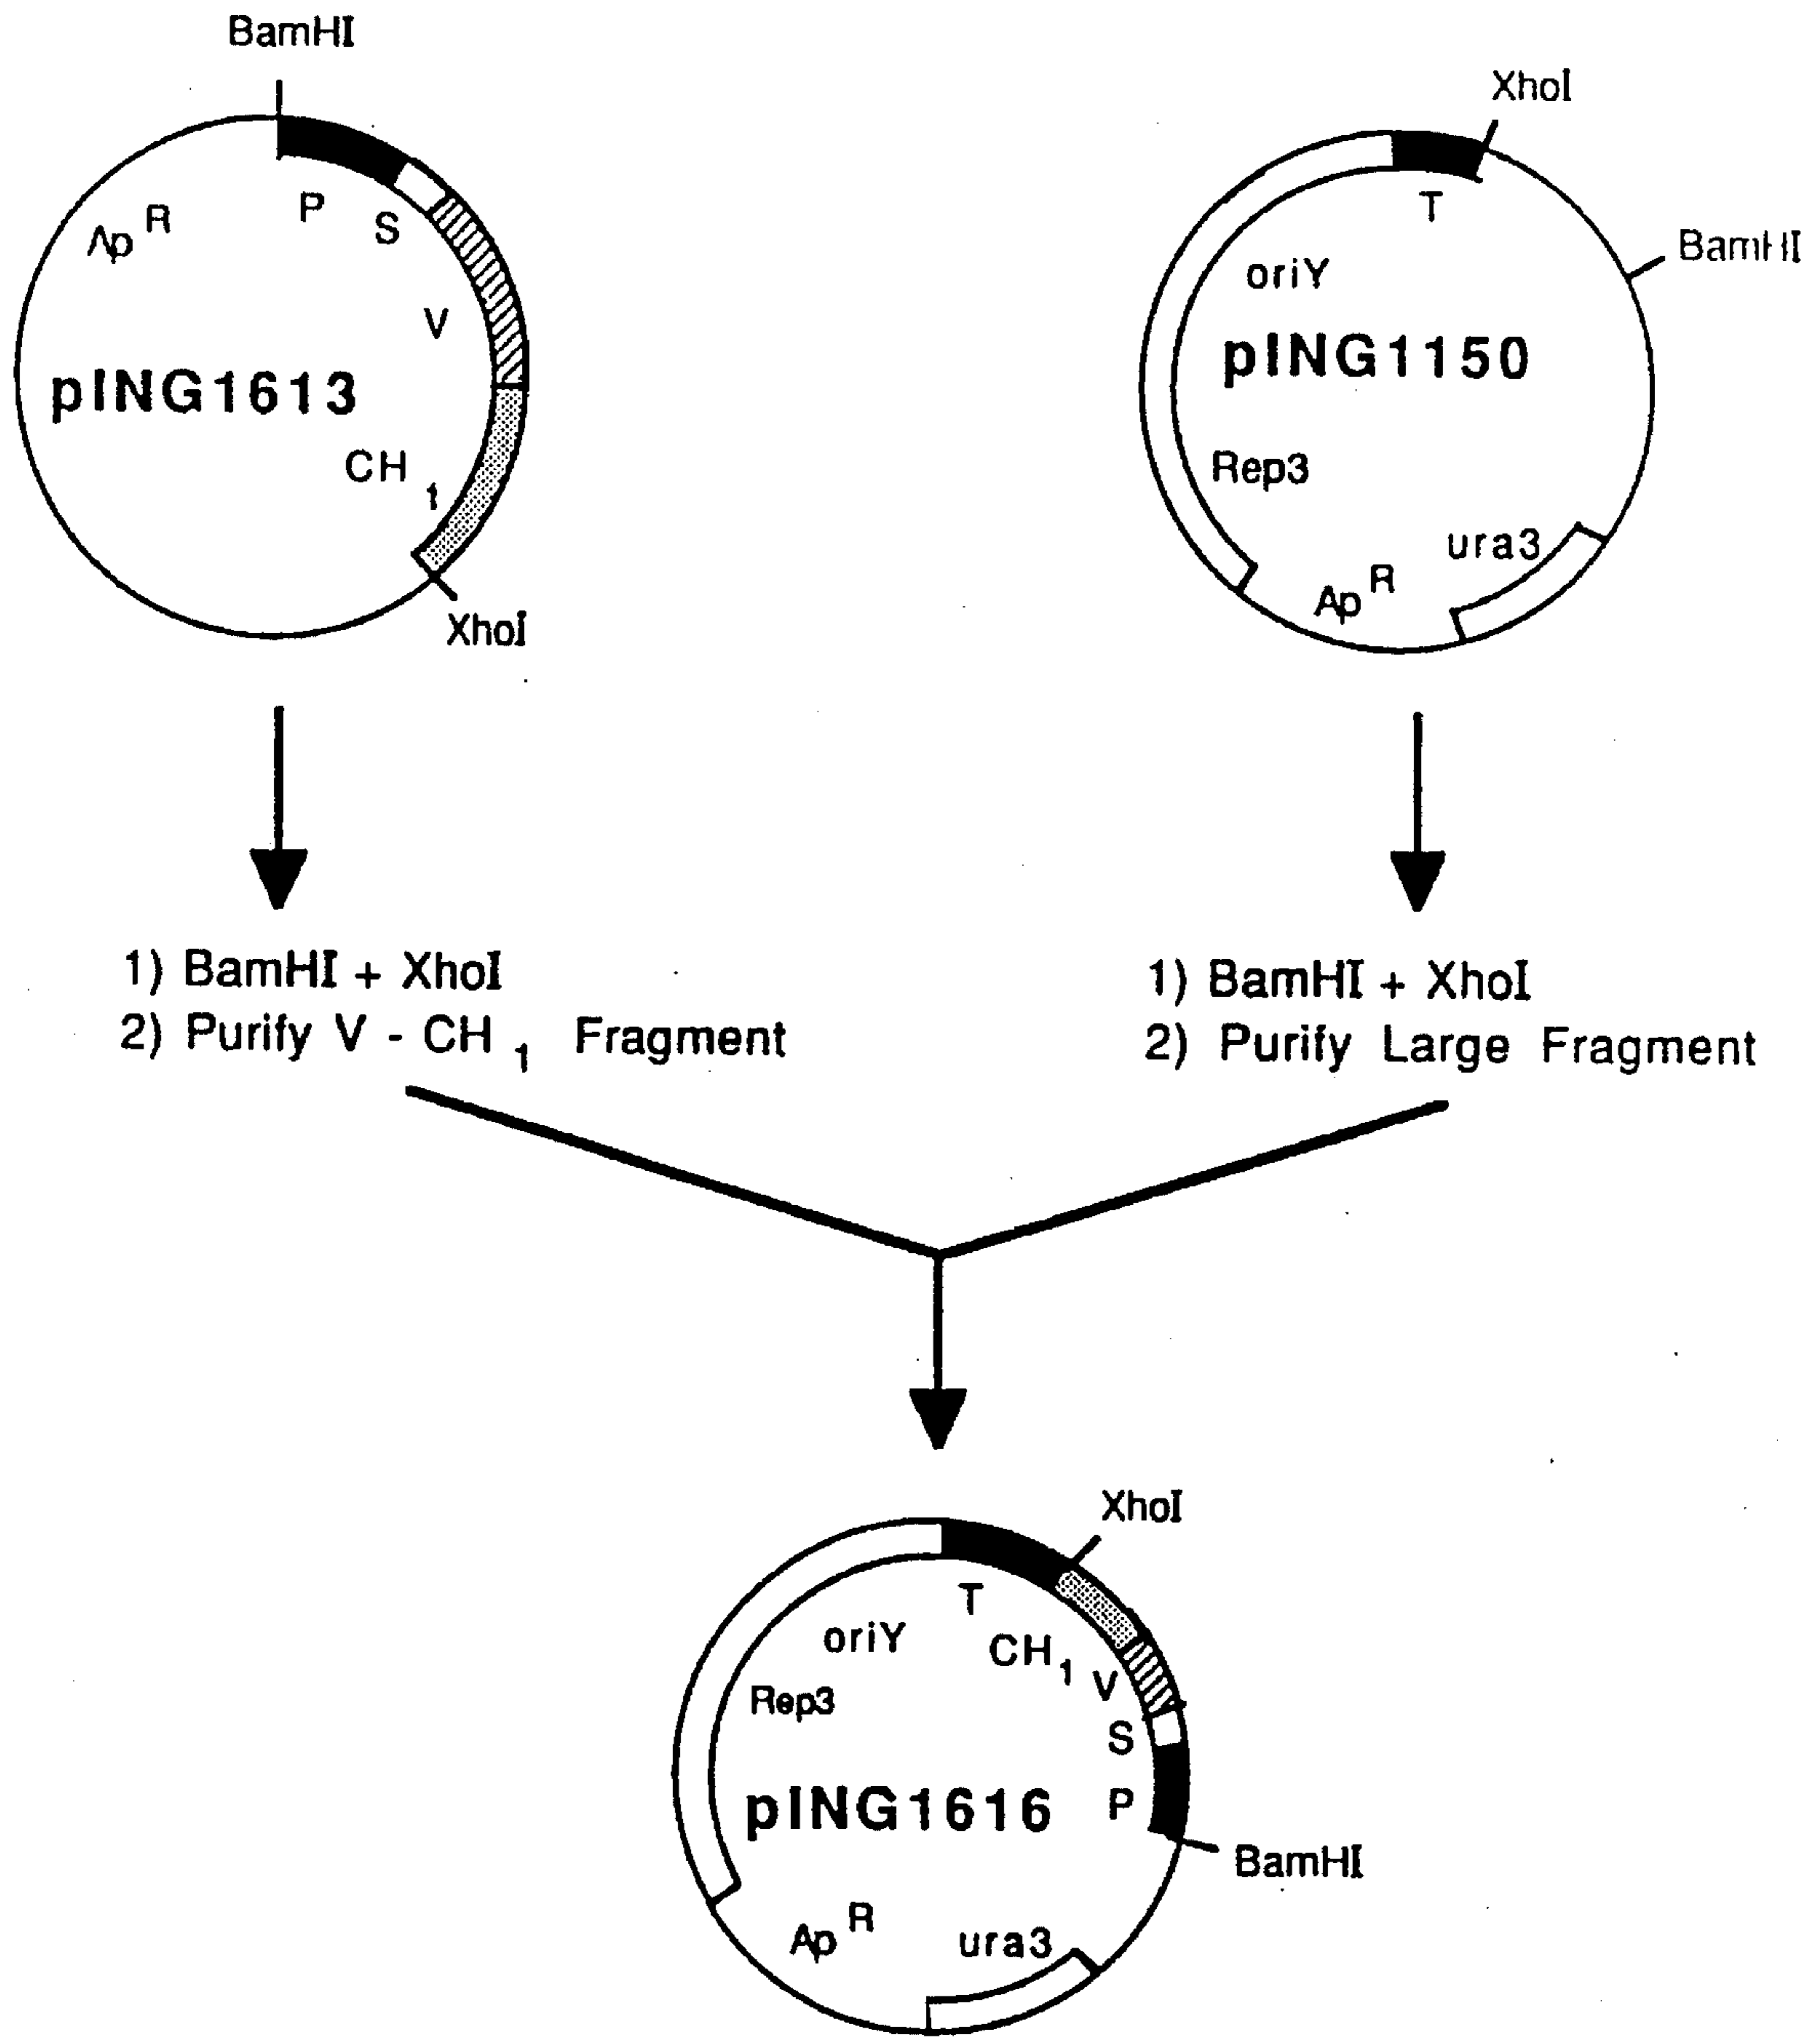 BamHI
P
S
Ap R
V
pING1613
CH 1
XhoI
XhoI
T
BamHI
oriY
pING1150
Rep3
ura3
Ap R
1) BamHI + XhoI
2) Purify V - CH 1 Fragment
1) BamHI + XhoI
2) Purify Large Fragment
XhoI
T
oriY
CH 1
V
Rep3
S
pING1616
P
BamHI
Ap R
ura3